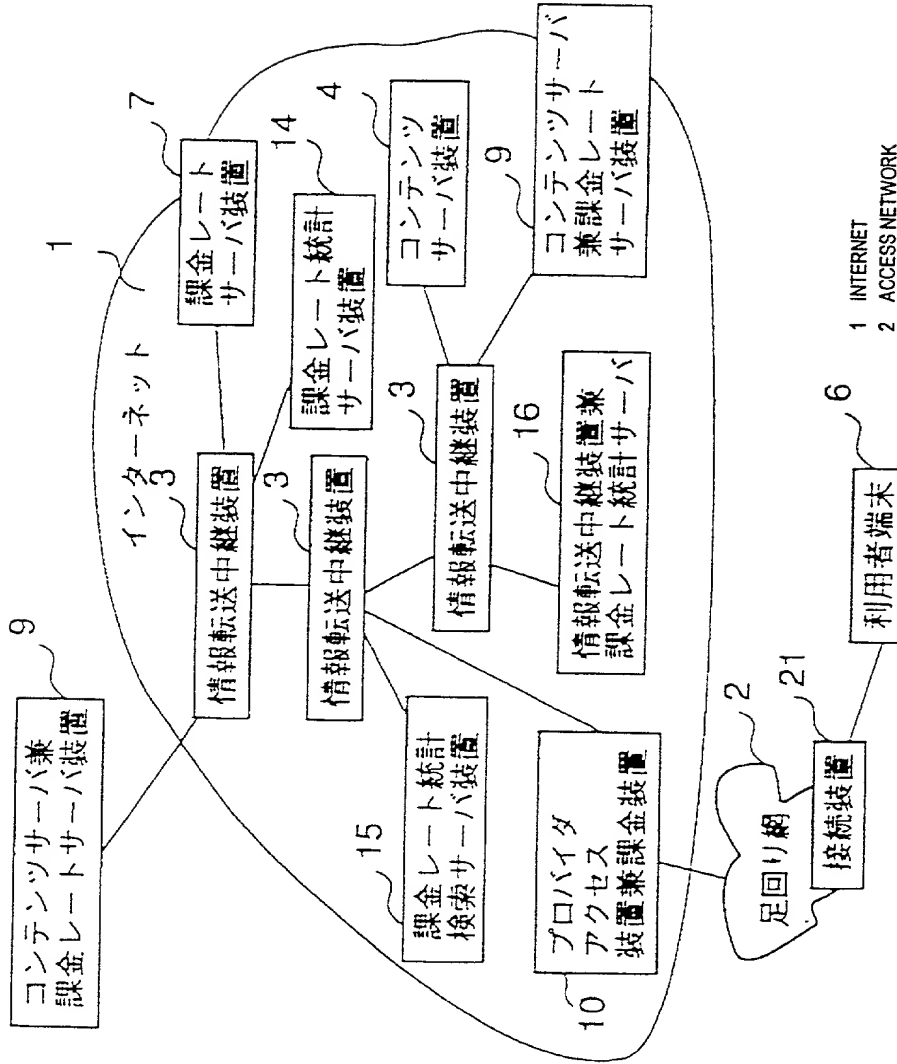 9
コンテンツサーバ兼
課金レートサーバ装置
インターネット
1
7
課金レート
サーバ装置
3
情報転送中継装置
14
課金レート統計
サーバ装置
3
情報転送中継装置
4
コンテンツ
サーバ装置
3
情報転送中継装置
9
コンテンツサーバ
兼課金レート
サーバ装置
15
課金レート統計
検索サーバ装置
16
情報転送中継装置兼
課金レート統計サーバ
プロバイダ
アクセス
装置兼課金装置
10
2
足回り網
21
接続装置
6
利用者端末
1 INTERNET
2 ACCESS NETWORK